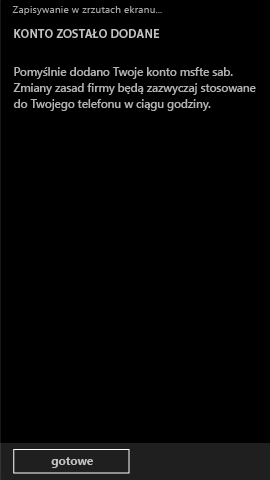 Zapisywanie w zrzutach ekranu...
KONTO ZOSTAŁO DODANE
Pomyślnie dodano Twoje konto msfte sab.
Zmiany zasad firmy będą zazwyczaj stosowane
do Twojego telefonu w ciągu godziny.
gotowe